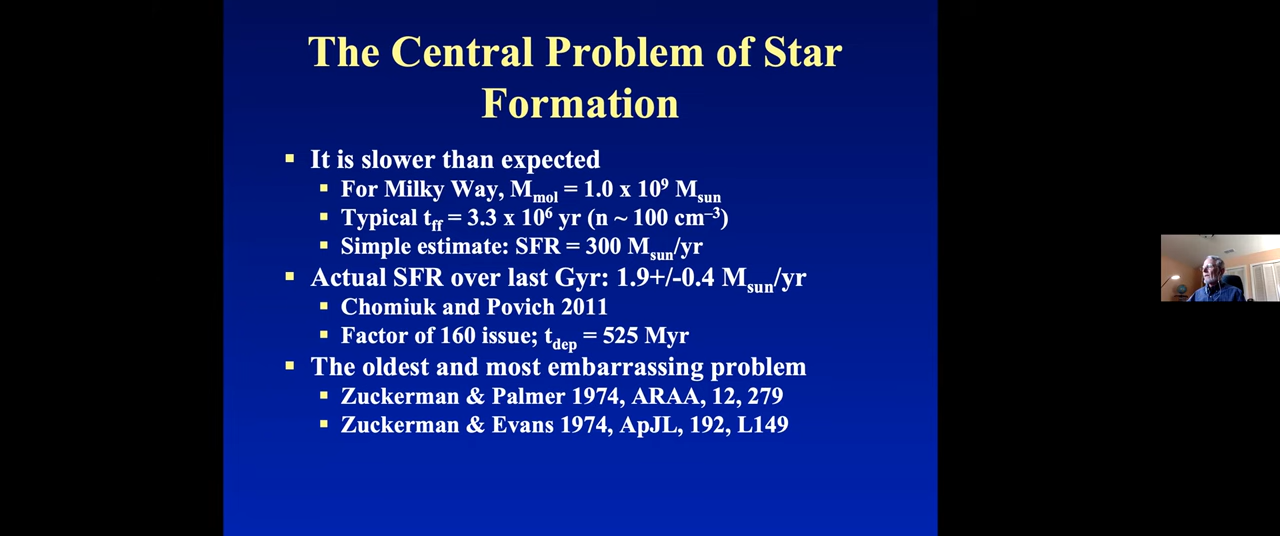 The Central Problem of Star
Formation
▪ It is slower than expected
▪ For Milky Way, Mmol = 1.0 x 10⁹ Msun
▪ Typical tff = 3.3 x 10⁶ yr (n ~ 100 cm⁻³)
▪ Simple estimate: SFR = 300 Msun/yr
▪ Actual SFR over last Gyr: 1.9+/-0.4 Msun/yr
▪ Chomiuk and Povich 2011
▪ Factor of 160 issue; tdep = 525 Myr
▪ The oldest and most embarrassing problem
▪ Zuckerman & Palmer 1974, ARAA, 12, 279
▪ Zuckerman & Evans 1974, ApJL, 192, L149